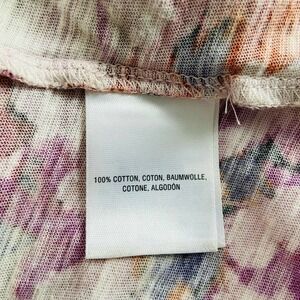 100% COTTON, COTON, BAUMWOLLE,
COTONE, ALGODÓN